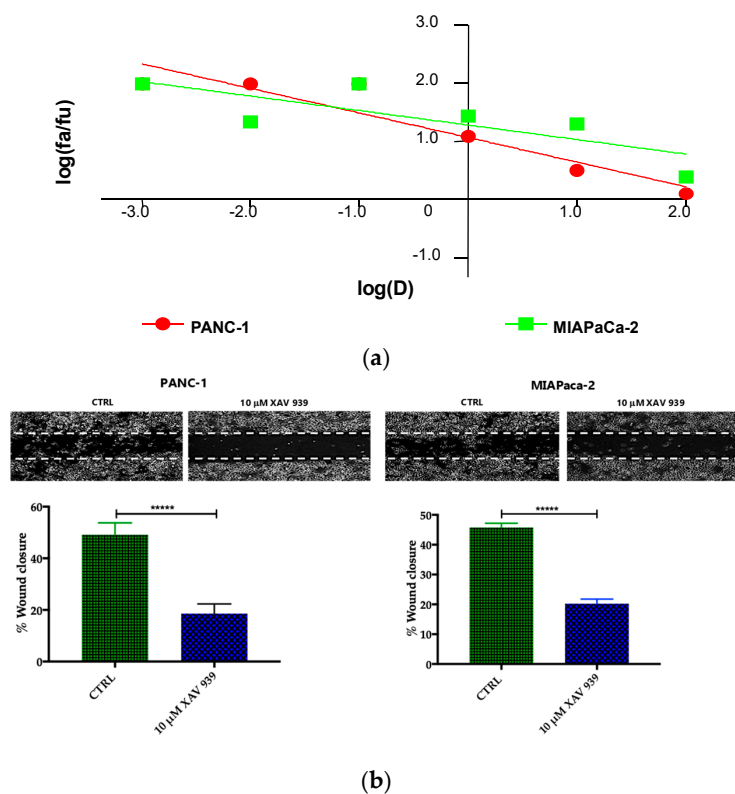 (a)
3.0
2.0
1.0
-1.0
log(fa/fu)
-3.0 -2.0 -1.0 0 1.0 2.0
log(D)
PANC-1 MIAPaCa-2
(a)
PANC-1 MIAPaca-2
CTRL 10 μM XAV 939 CTRL 10 μM XAV 939
% Wound closure
60
40
20
0
*****
CTRL
10 μM XAV 939
% Wound closure
50
40
30
20
10
0
*****
CTRL
10 μM XAV 939
(b)